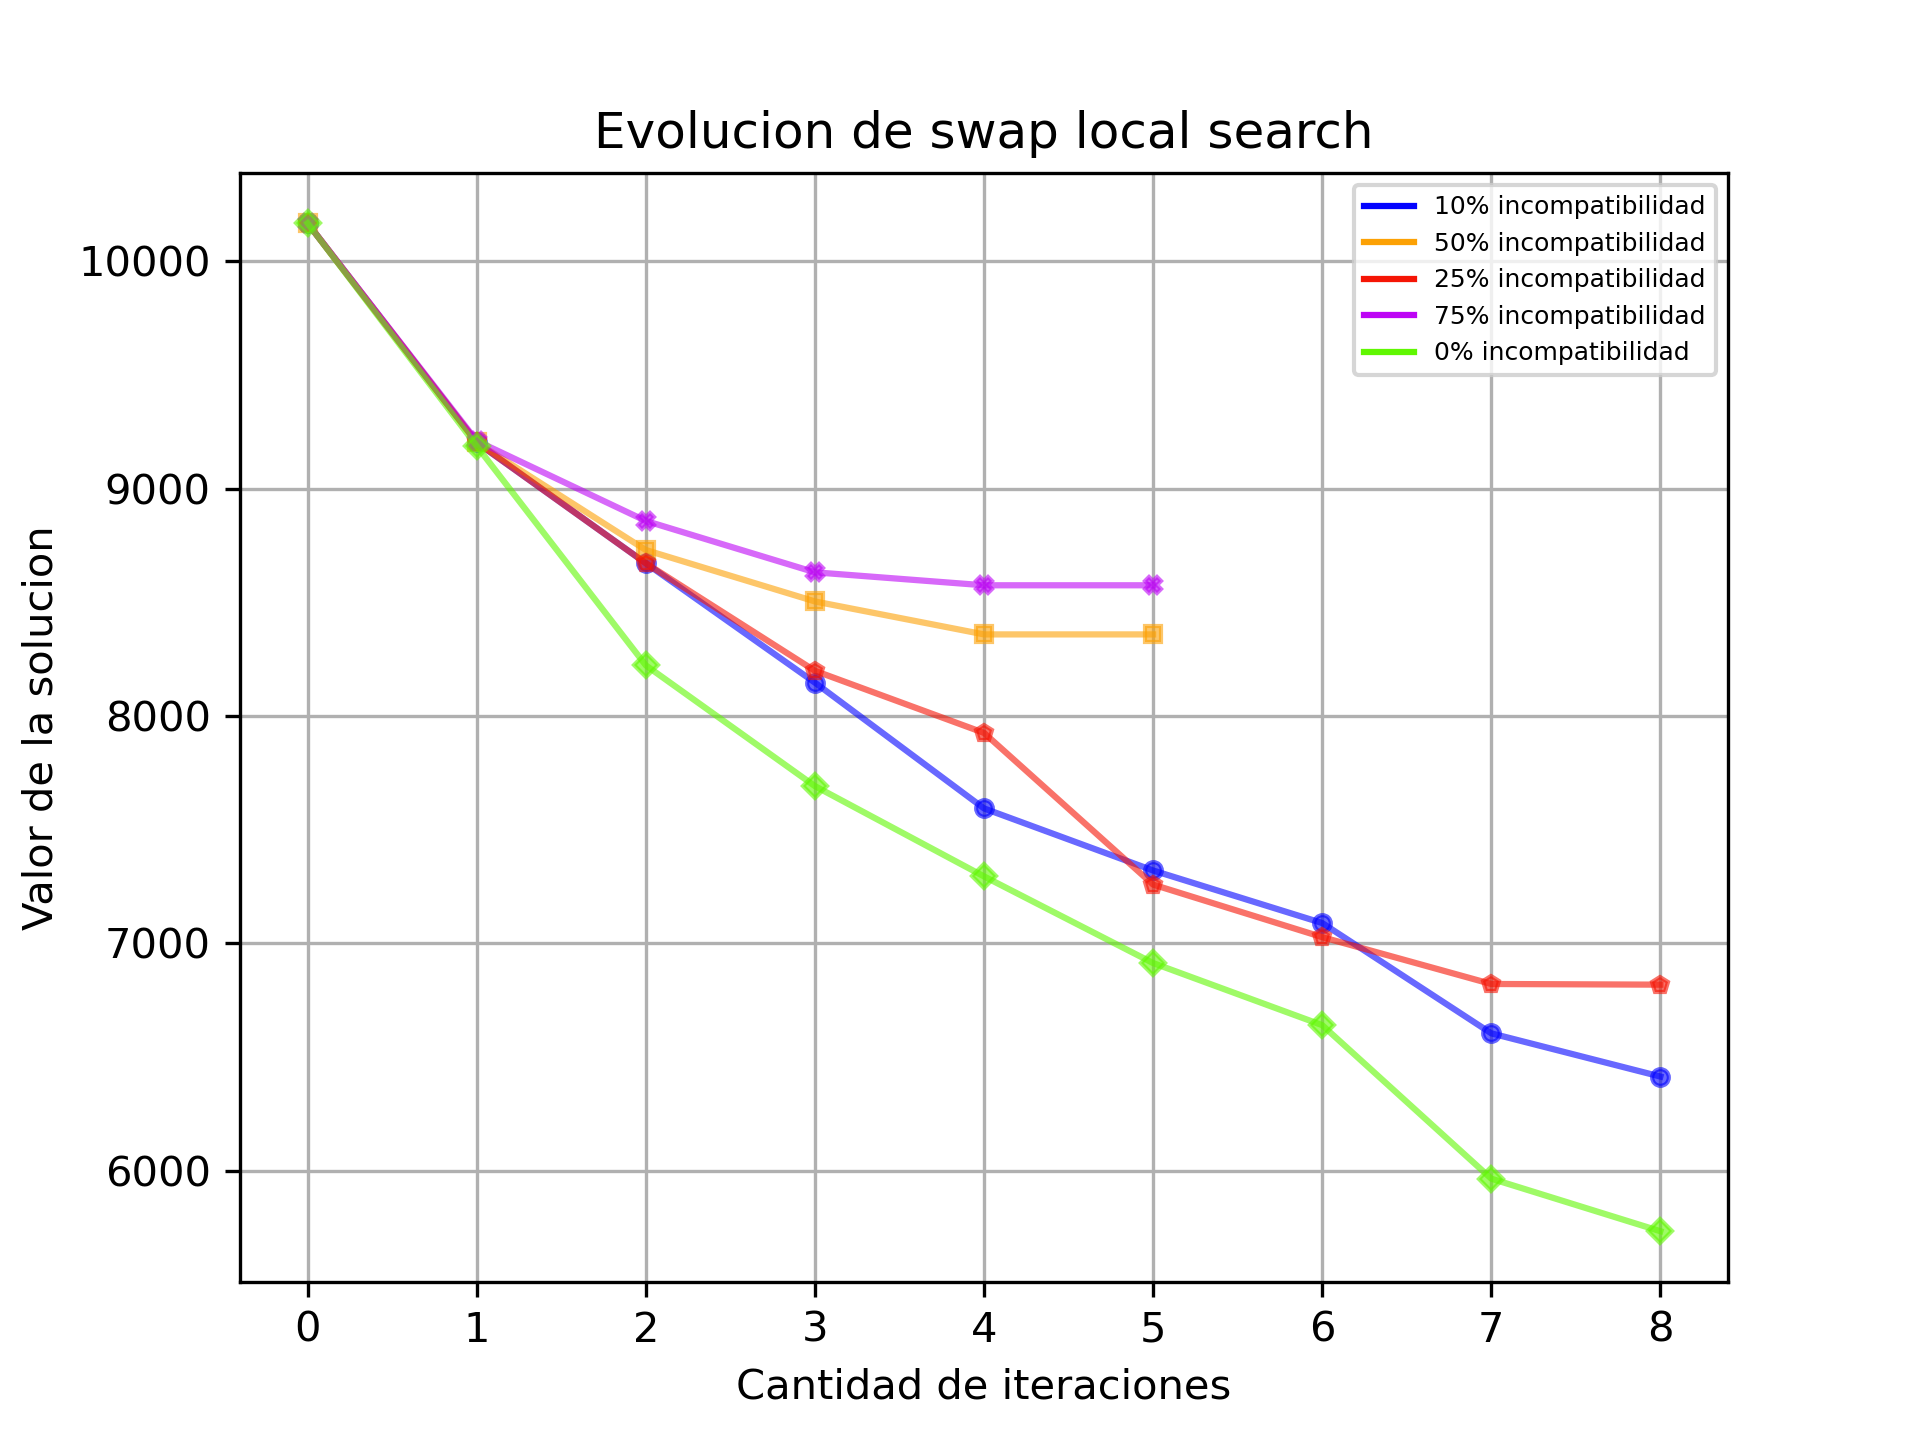 Evolucion de swap local search
10% incompatibilidad
50% incompatibilidad
25% incompatibilidad
75% incompatibilidad
0% incompatibilidad
Valor de la solucion
10000
9000
8000
7000
6000
0 1 2 3 4 5 6 7 8
Cantidad de iteraciones